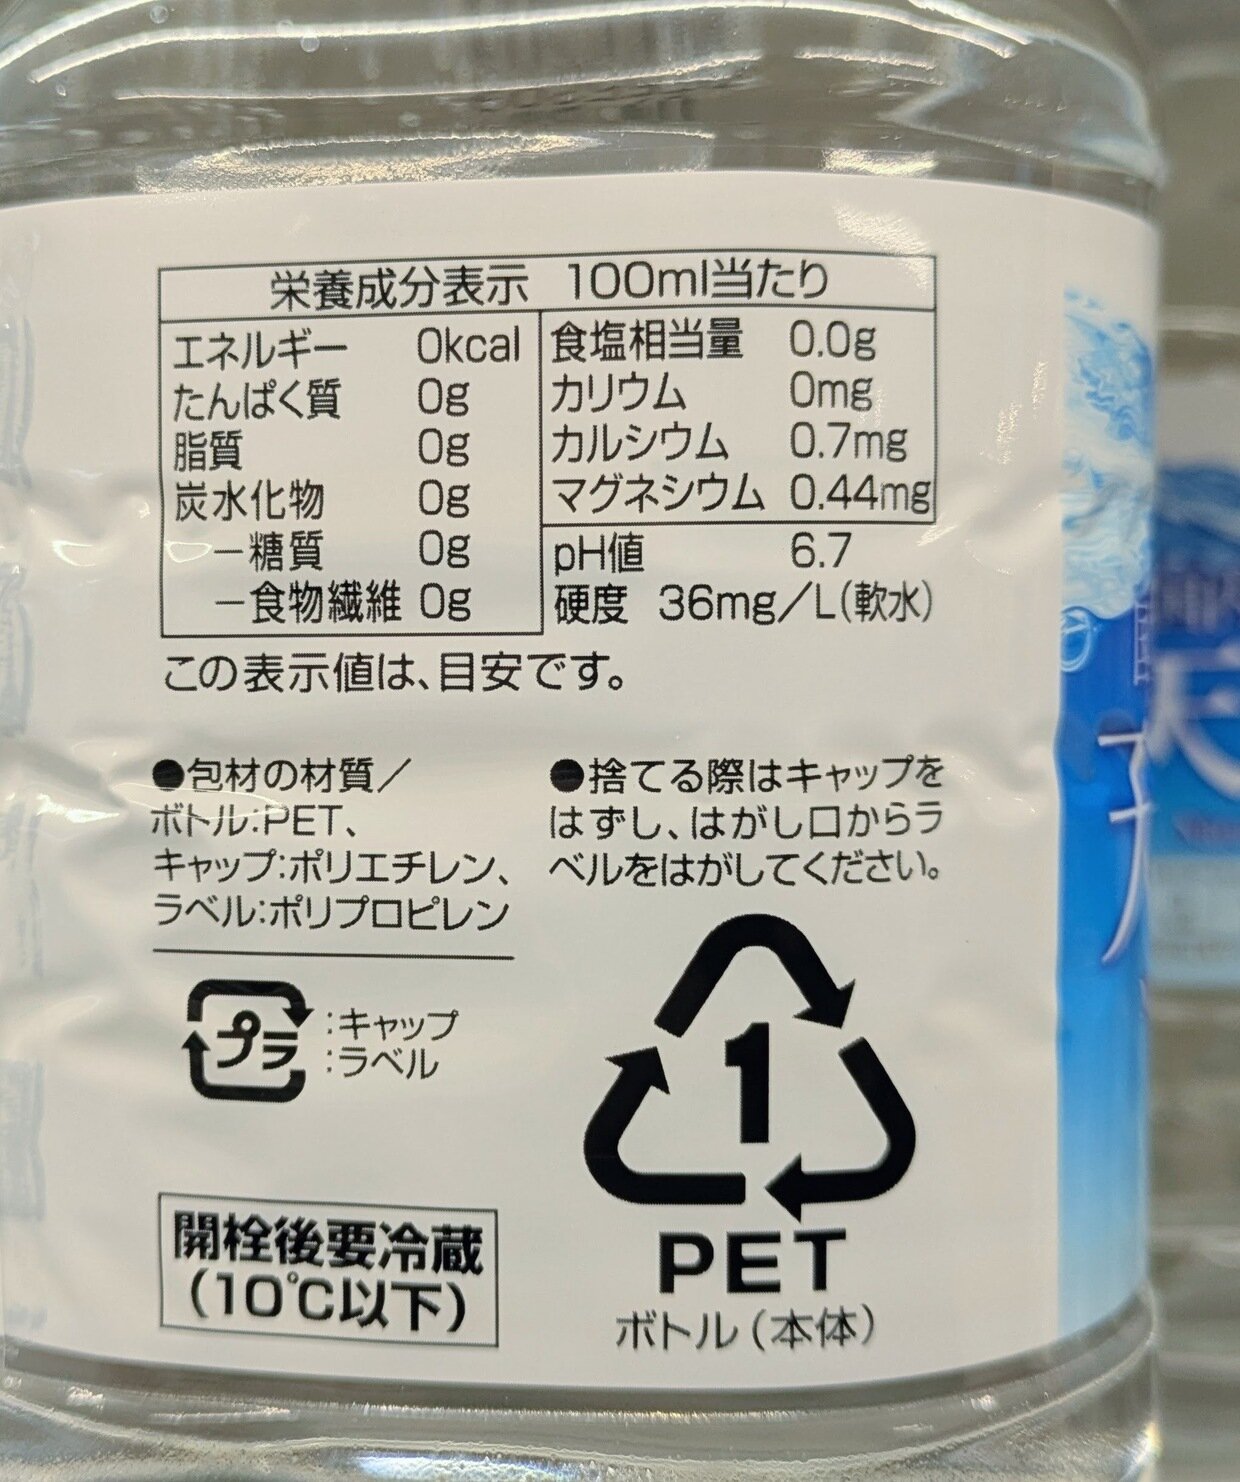 栄養成分表示 100ml当たり
エネルギー 0kcal
たんぱく質 0g
脂質 0g
炭水化物 0g
－糖質 0g
－食物繊維 0g
食塩相当量 0.0g
カリウム 0mg
カルシウム 0.7mg
マグネシウム 0.44mg
pH値 6.7
硬度 36mg／L(軟水)
この表示値は、目安です。
●包材の材質／
ボトル:PET、
キャップ:ポリエチレン、
ラベル:ポリプロピレン
プラ
:キャップ
:ラベル
開栓後要冷蔵
(10℃以下)
●捨てる際はキャップを
はずし、はがし口からラ
ベルをはがしてください。
1
PET
ボトル(本体)